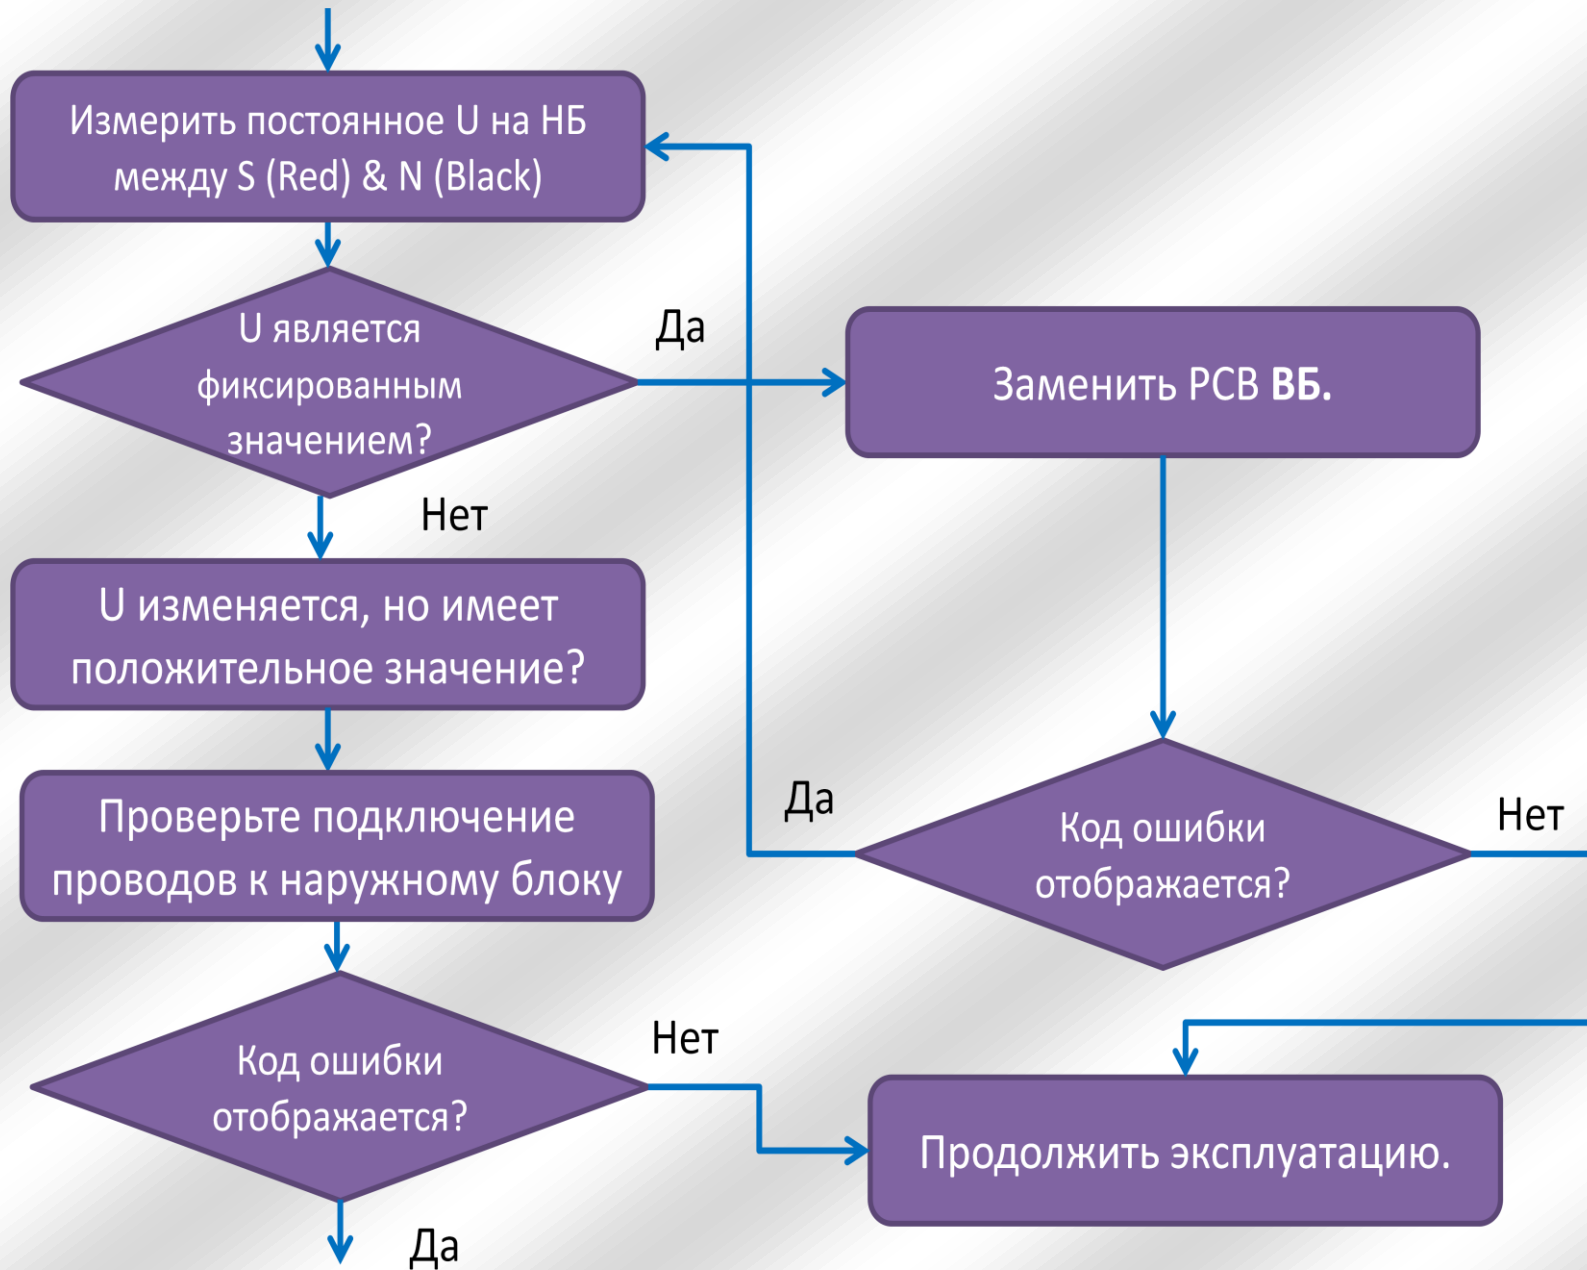 Измерить постоянное U на НБ
между S (Red) & N (Black)
U является
фиксированным
значением?
Да
Заменить PCB ВБ.
Нет
U изменяется, но имеет
положительное значение?
Проверьте подключение
проводов к наружному блоку
Да
Код ошибки
отображается?
Нет
Код ошибки
отображается?
Нет
Продолжить эксплуатацию.
Да